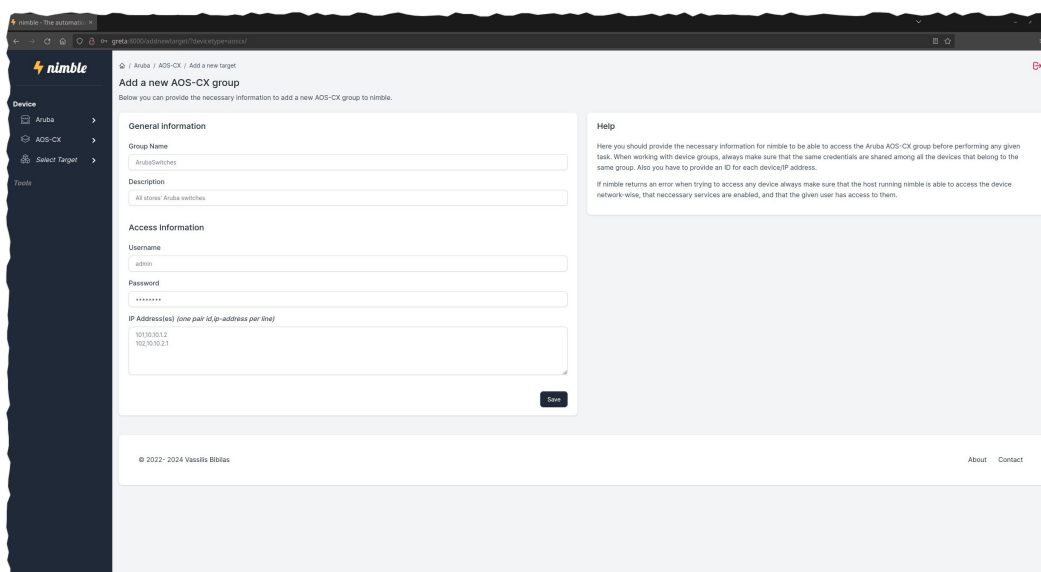 nimble - The automatio
greta:8000/addnewtarget/?devicetype=aoscx/
nimble
Device
Aruba
AOS-CX
Select Target
Tools
/ Aruba / AOS-CX / Add a new target
Add a new AOS-CX group
Below you can provide the necessary information to add a new AOS-CX group to nimble.
General information
Group Name
ArubaSwitches
Description
All stores' Aruba switches
Access Information
Username
admin
Password
••••••••
IP Address(es) (one pair id,ip-address per line)
101,10.10.1.2
102,10.10.2.1
Save
Help
Here you should provide the necessary information for nimble to be able to access the Aruba AOS-CX group before performing any given
task. When working with device groups, always make sure that the same credentials are shared among all the devices that belong to the
same group. Also you have to provide an ID for each device/IP address.
If nimble returns an error when trying to access any device always make sure that the host running nimble is able to access the device
network-wise, that neccessary services are enabled, and that the given user has access to them.
© 2022- 2024 Vassilis Bibilas
About Contact